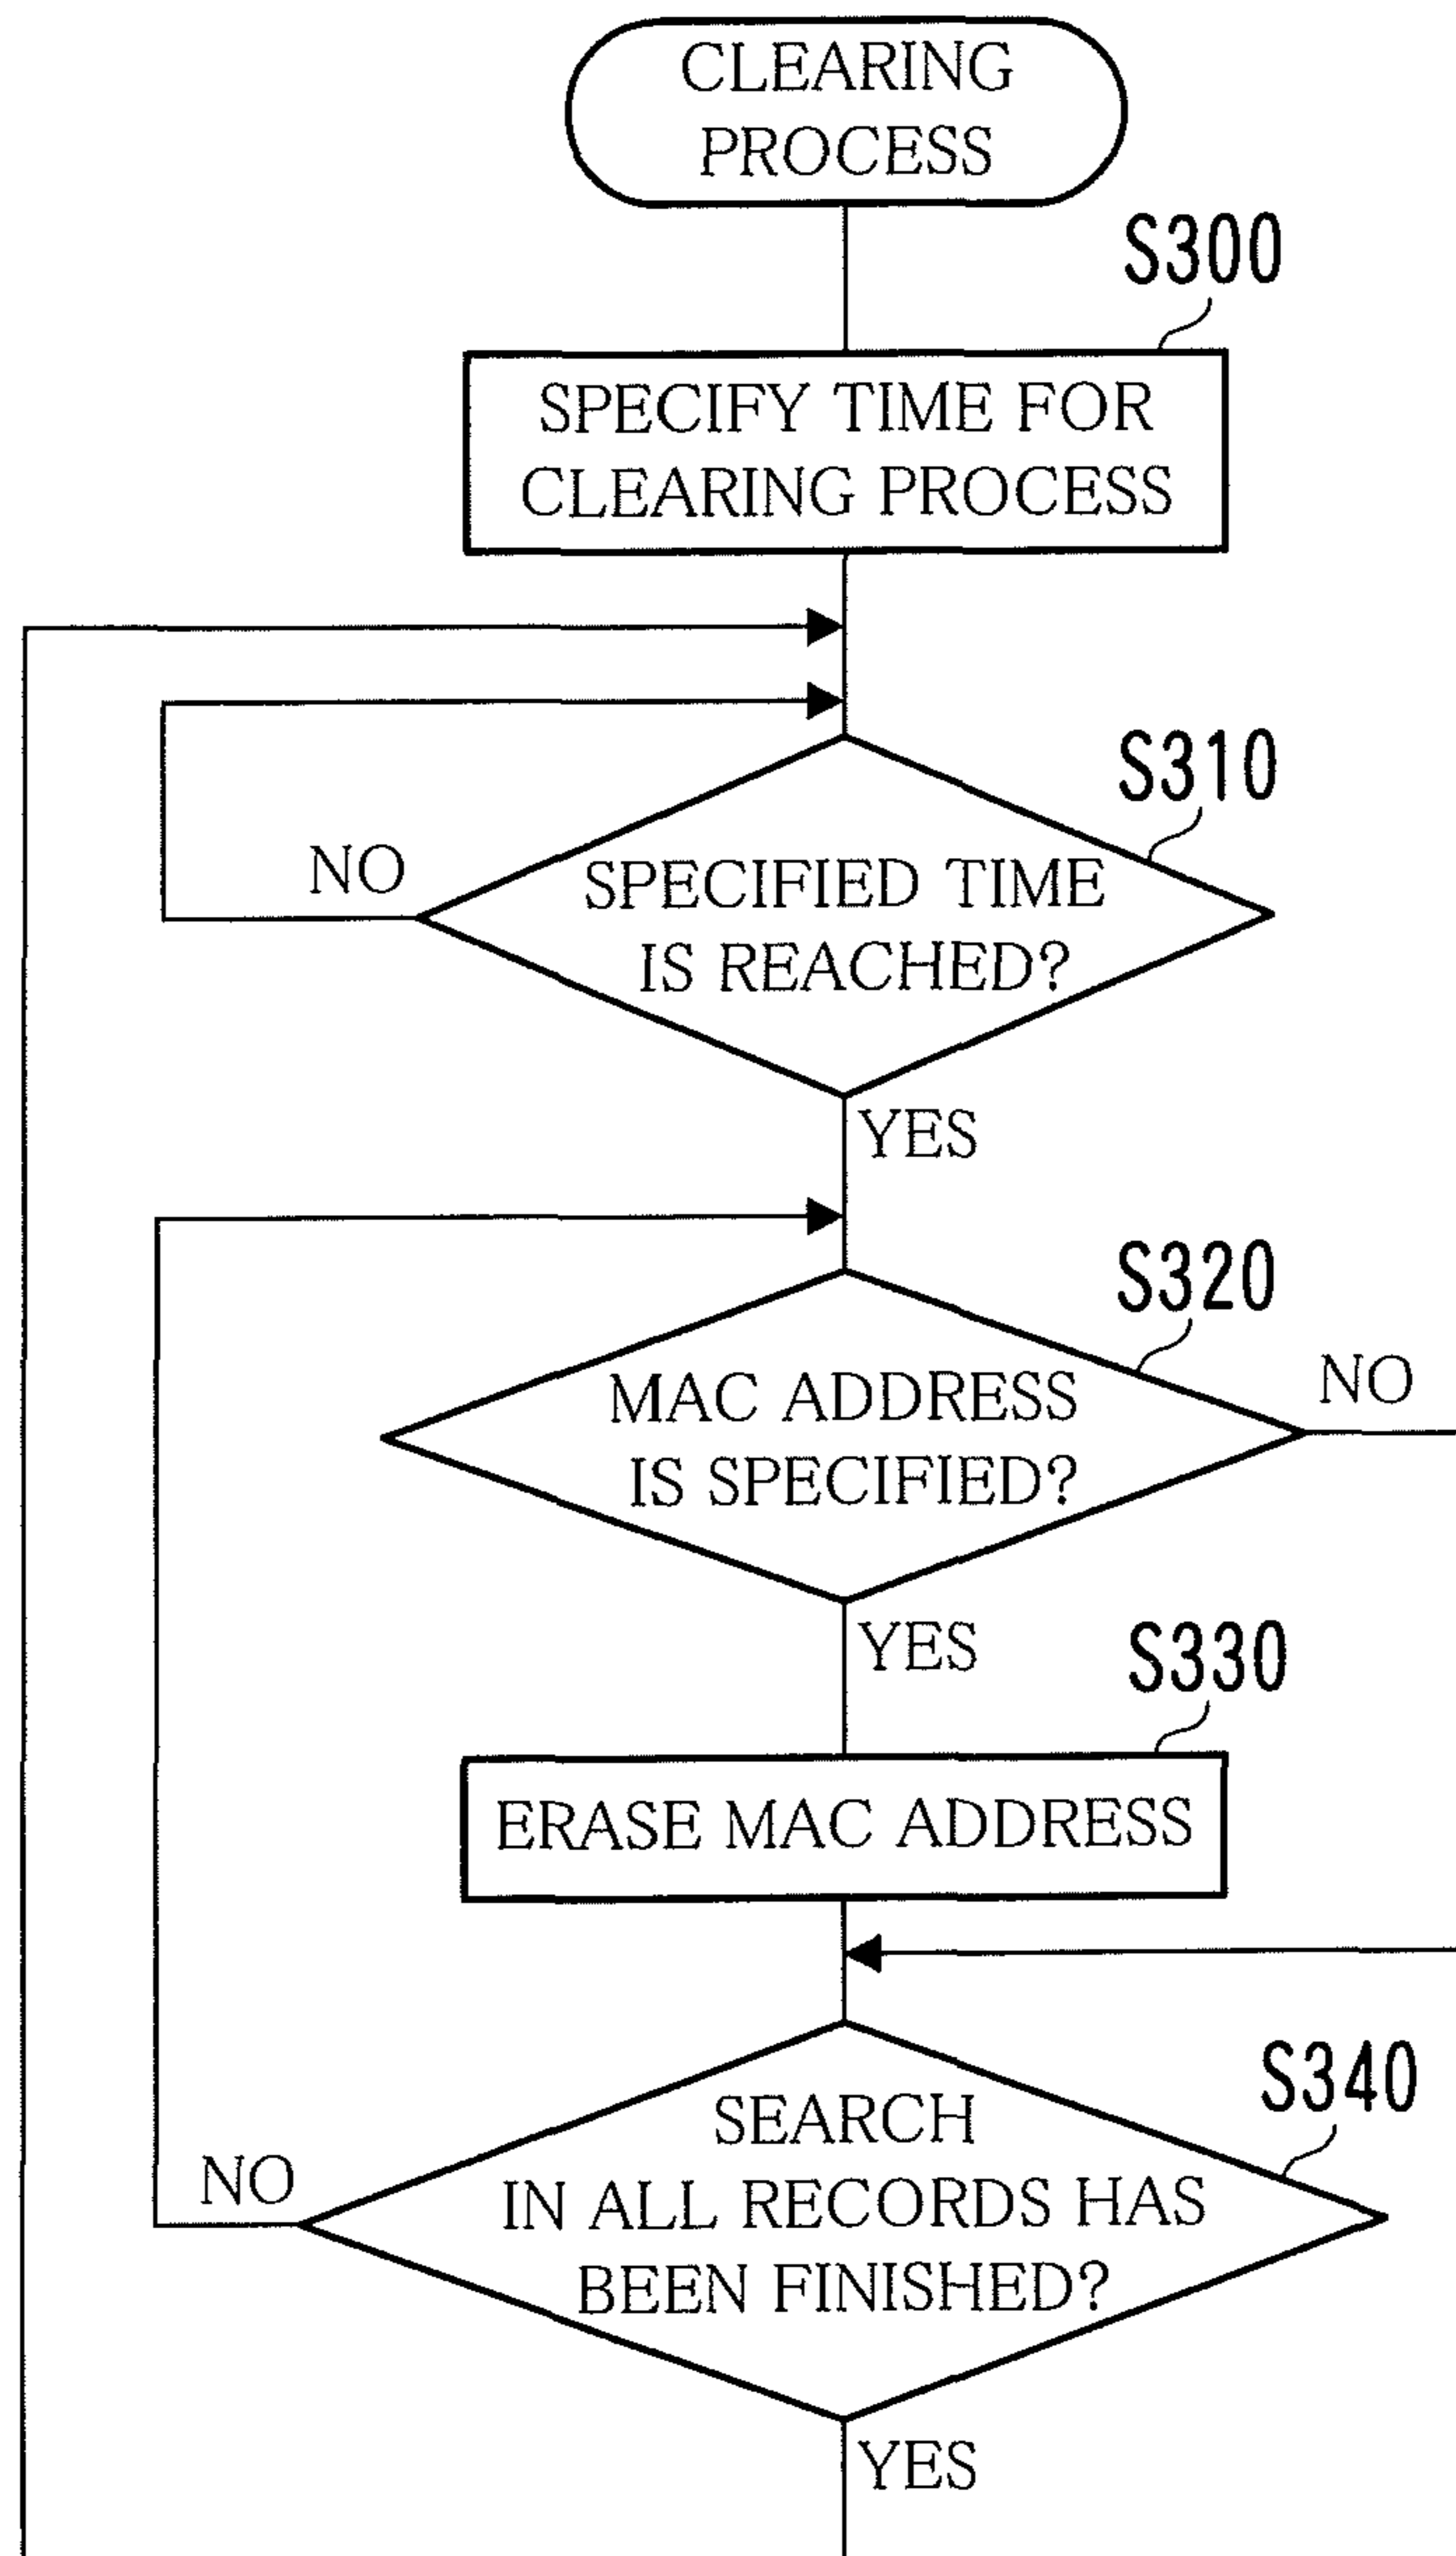 CLEARING
PROCESS
S300
SPECIFY TIME FOR
CLEARING PROCESS
S310
NO
SPECIFIED TIME
IS REACHED?
YES
S320
NO
MAC ADDRESS
IS SPECIFIED?
YES
S330
ERASE MAC ADDRESS
S340
SEARCH
NO
IN ALL RECORDS HAS
BEEN FINISHED?
YES